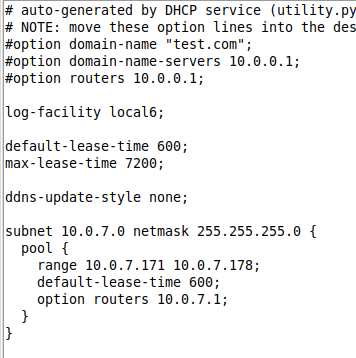 # auto-generated by DHCP service (utility.py
# NOTE: move these option lines into the des
#option domain-name "test.com";
#option domain-name-servers 10.0.0.1;
#option routers 10.0.0.1;
log-facility local6;
default-lease-time 600;
max-lease-time 7200;
ddns-update-style none;
subnet 10.0.7.0 netmask 255.255.255.0 {
  pool {
    range 10.0.7.171 10.0.7.178;
    default-lease-time 600;
    option routers 10.0.7.1;
  }
}